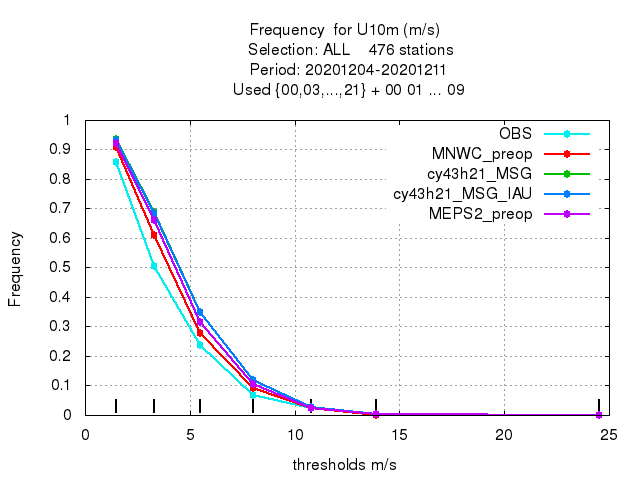 Frequency  for U10m (m/s)
Selection: ALL    476 stations
Period: 20201204-20201211
Used {00,03,...,21} + 00 01 ... 09
1
0.9
0.8
0.7
0.6
0.5
0.4
0.3
0.2
0.1
0
Frequency
OBS
MNWC_preop
cy43h21_MSG
cy43h21_MSG_IAU
MEPS2_preop
0 5 10 15 20 25
thresholds m/s